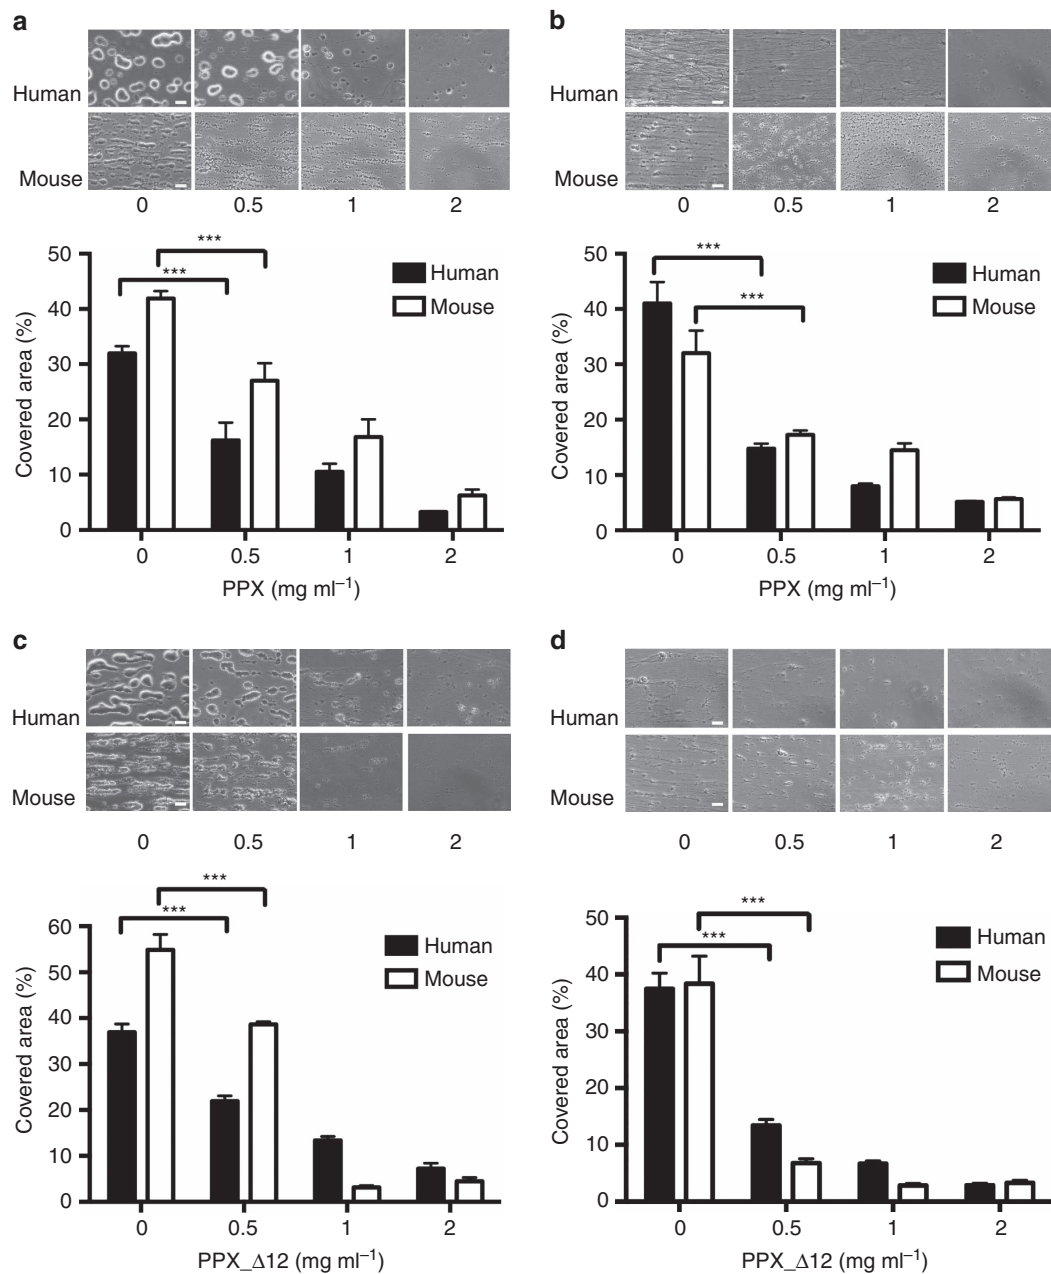 a
Human
Mouse
0 0.5 1 2
50
40
30
20
10
0
Covered area (%)
***
***
Human
Mouse
0 0.5 1 2
PPX (mg ml⁻¹)
b
Human
Mouse
0 0.5 1 2
50
40
30
20
10
0
Covered area (%)
***
***
Human
Mouse
0 0.5 1 2
PPX (mg ml⁻¹)
c
Human
Mouse
0 0.5 1 2
60
50
40
30
20
10
0
Covered area (%)
***
***
Human
Mouse
0 0.5 1 2
PPX_Δ12 (mg ml⁻¹)
d
Human
Mouse
0 0.5 1 2
50
40
30
20
10
0
Covered area (%)
***
***
Human
Mouse
0 0.5 1 2
PPX_Δ12 (mg ml⁻¹)